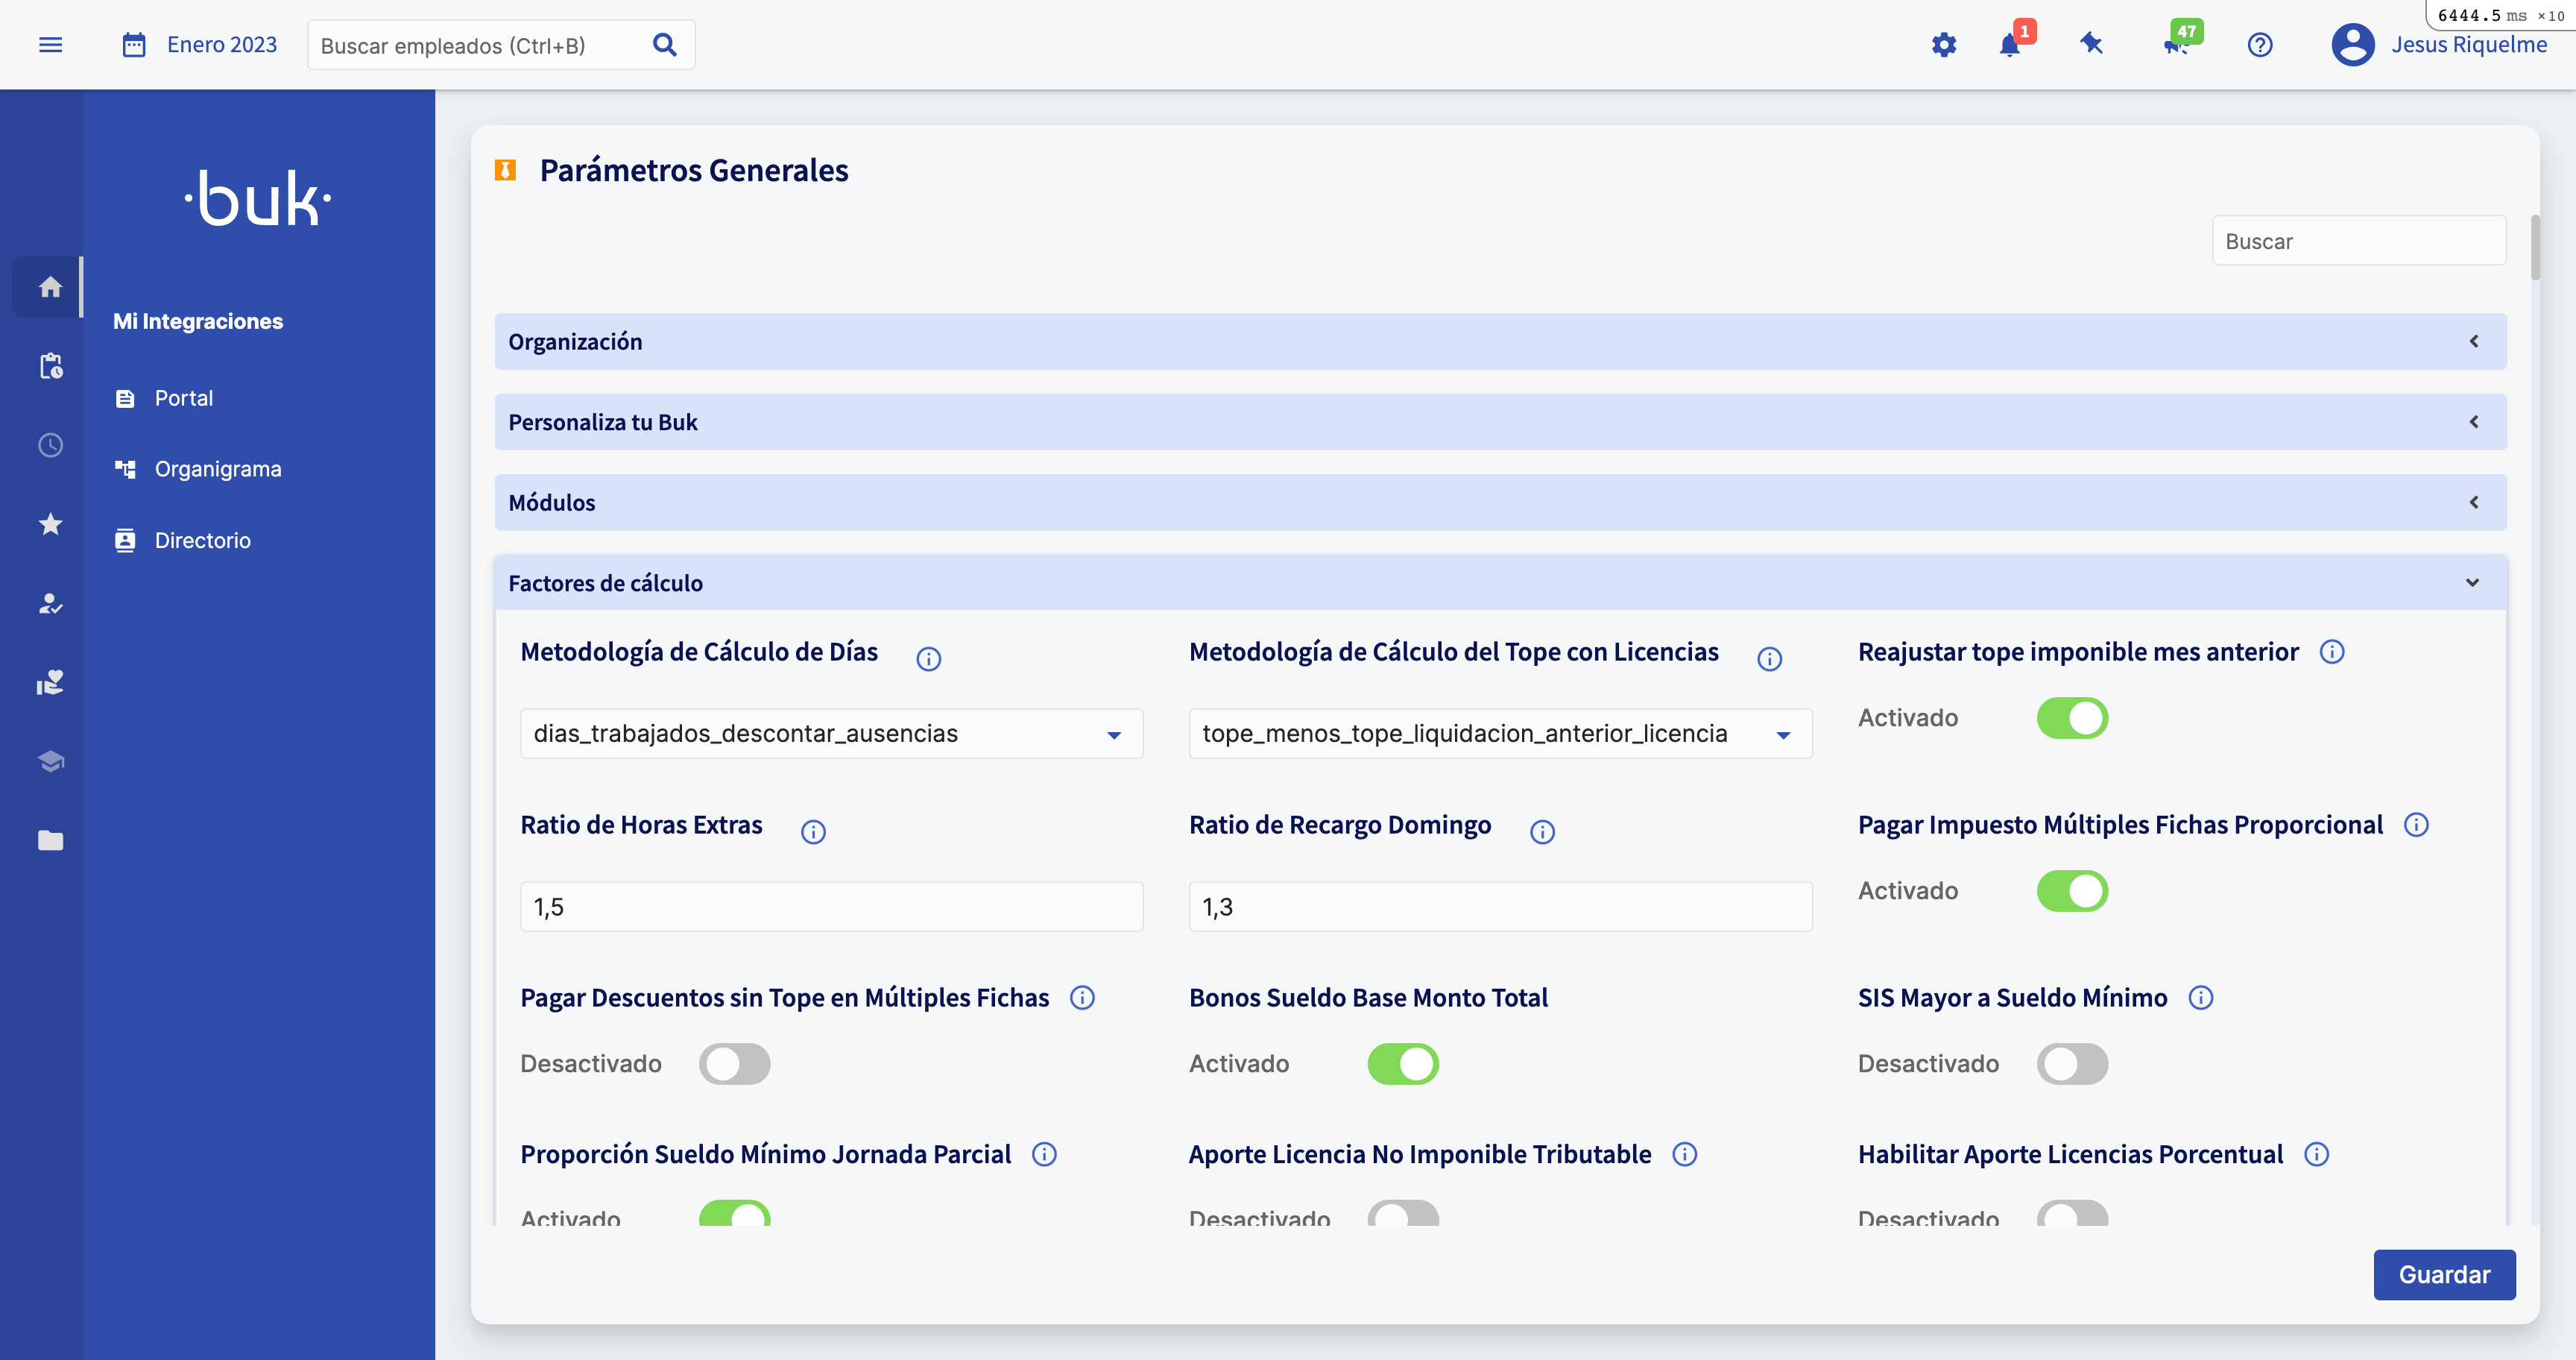 6444.5 ms ×10
Enero 2023
Buscar empleados (Ctrl+B)
1
47
Jesus Riquelme
·buk·
Mi Integraciones
Portal
Organigrama
Directorio
Parámetros Generales
Buscar
Organización
Personaliza tu Buk
Módulos
Factores de cálculo
Metodología de Cálculo de Días
Metodología de Cálculo del Tope con Licencias
Reajustar tope imponible mes anterior
dias_trabajados_descontar_ausencias
tope_menos_tope_liquidacion_anterior_licencia
Activado
Ratio de Horas Extras
Ratio de Recargo Domingo
Pagar Impuesto Múltiples Fichas Proporcional
1,5
1,3
Activado
Pagar Descuentos sin Tope en Múltiples Fichas
Bonos Sueldo Base Monto Total
SIS Mayor a Sueldo Mínimo
Desactivado
Activado
Desactivado
Proporción Sueldo Mínimo Jornada Parcial
Aporte Licencia No Imponible Tributable
Habilitar Aporte Licencias Porcentual
Activado
Desactivado
Desactivado
Guardar